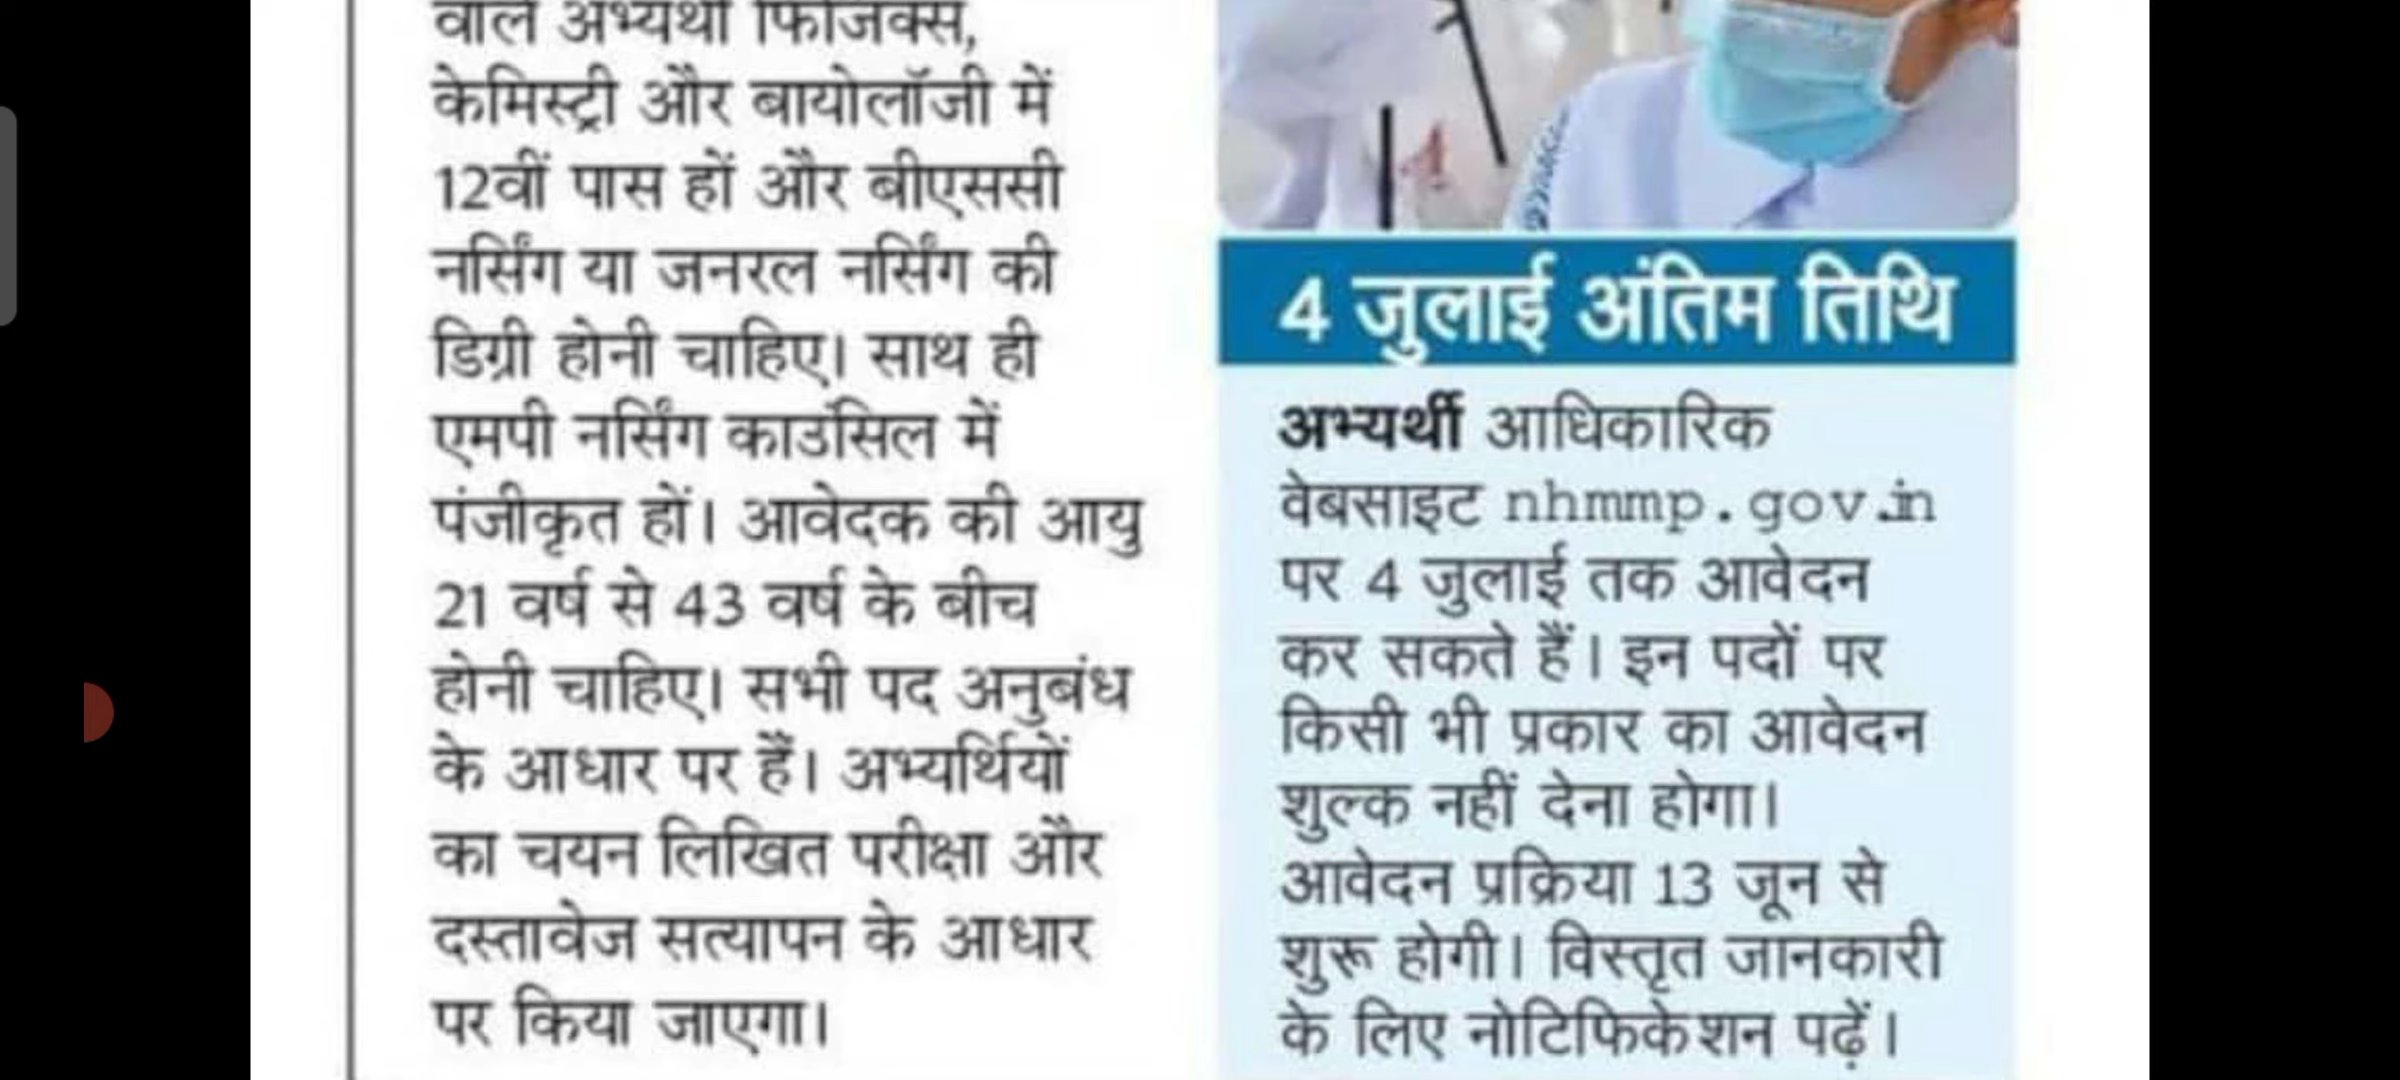 वाले अभ्यर्थी फिजिक्स,
केमिस्ट्री और बायोलॉजी में
12वीं पास हों और बीएससी
नर्सिंग या जनरल नर्सिंग की
डिग्री होनी चाहिए। साथ ही
एमपी नर्सिंग काउंसिल में
पंजीकृत हों। आवेदक की आयु
21 वर्ष से 43 वर्ष के बीच
होनी चाहिए। सभी पद अनुबंध
के आधार पर हैं। अभ्यर्थियों
का चयन लिखित परीक्षा और
दस्तावेज सत्यापन के आधार
पर किया जाएगा।
4 जुलाई अंतिम तिथि
अभ्यर्थी आधिकारिक
वेबसाइट nhmmp.gov.in
पर 4 जुलाई तक आवेदन
कर सकते हैं। इन पदों पर
किसी भी प्रकार का आवेदन
शुल्क नहीं देना होगा।
आवेदन प्रक्रिया 13 जून से
शुरू होगी। विस्तृत जानकारी
के लिए नोटिफिकेशन पढ़ें।